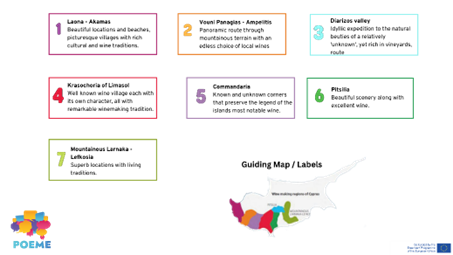 1
Laona - Akamas
Beautiful locations and beaches,
picturesque villages with rich
cultural and wine traditions.
2
Vouni Panagias - Ampelitis
Panoramic route through
mountainous terrain with an
edless choice of local wines
3
Diarizos valley
Idyllic expedition to the natural
beauties of a relatively
'unknown', yet rich in vineyards,
route
4
Krasochoria of Limasol
Well known wine village each with
its own character, all with
remarkable winemaking tradition.
5
Commandaria
Known and unknown corners
that preserve the legend of the
islands most notable wine.
6
Pitsilia
Beautiful scenery along with
excellent wine.
7
Mountainous Larnaka -
Lefkosia
Superb locations with living
traditions.
Guiding Map / Labels
Wine making regions of Cyprus
POEME